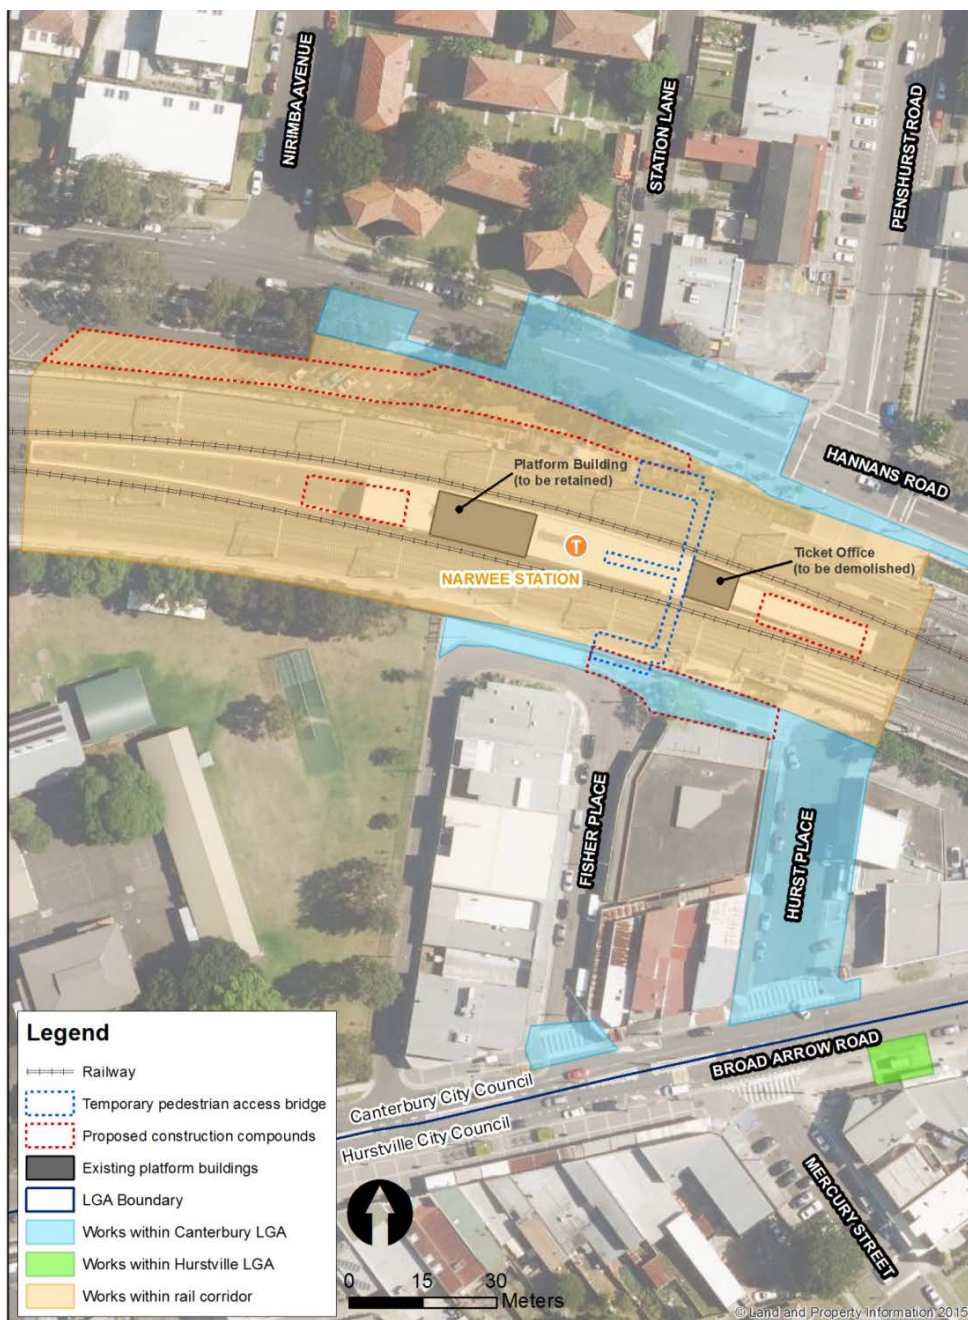 NIRIMBA AVENUE
STATION LANE
PENSHURST ROAD
HANNANS ROAD
Platform Building
(to be retained)
T
NARWEE STATION
Ticket Office
(to be demolished)
FISHER PLACE
HURST PLACE
BROAD ARROW ROAD
Canterbury City Council
Hurstville City Council
MERCURY STREET
Legend
Railway
Temporary pedestrian access bridge
Proposed construction compounds
Existing platform buildings
LGA Boundary
Works within Canterbury LGA
Works within Hurstville LGA
Works within rail corridor
0 15 30
Meters
© Land and Property Information 2015